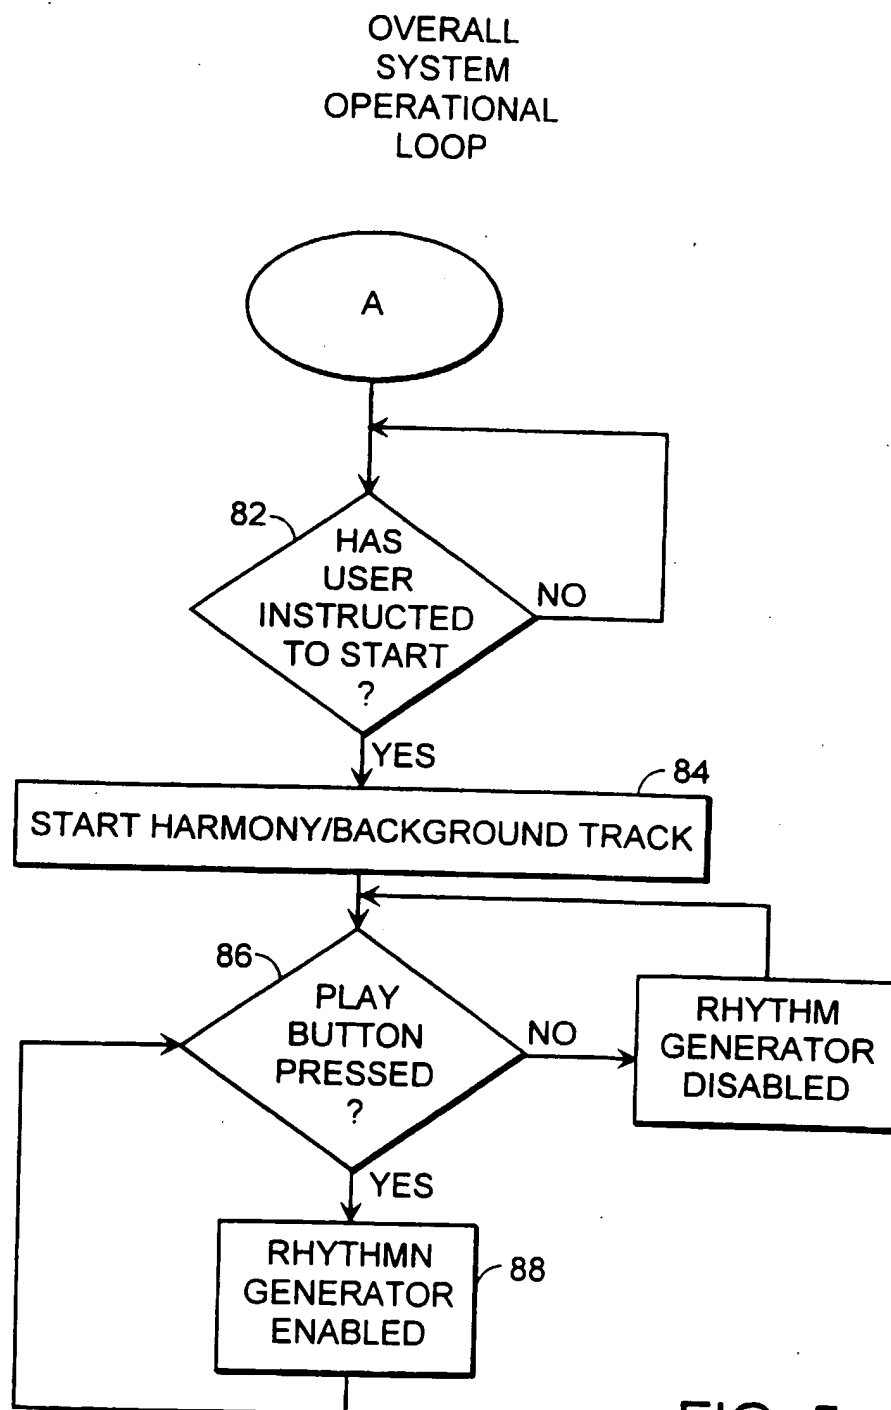 OVERALL
SYSTEM
OPERATIONAL
LOOP
A
82
HAS
USER
INSTRUCTED
TO START
?
NO
YES
84
START HARMONY/BACKGROUND TRACK
86
PLAY
BUTTON
PRESSED
?
NO
RHYTHM
GENERATOR
DISABLED
YES
RHYTHMN
GENERATOR
ENABLED
88